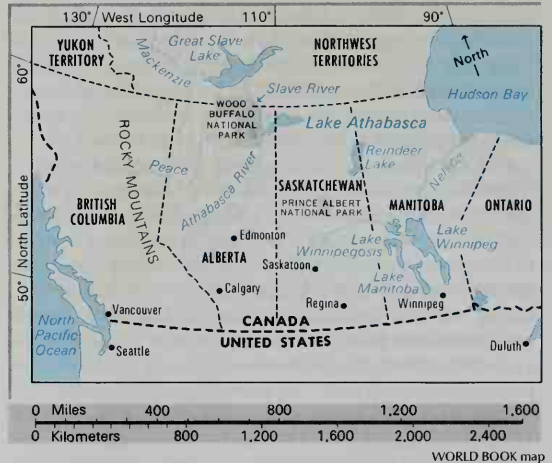 130° West Longitude 110° 90°
60°
50°
North Latitude
YUKON
TERRITORY
Mackenzie
Great Slave
Lake
NORTHWEST
TERRITORIES
North
Hudson Bay
Slave River
WOOD
BUFFALO
NATIONAL
PARK
Lake Athabasca
ROCKY MOUNTAINS
Peace
Athabasca River
Reindeer
Lake
Nelson
BRITISH
COLUMBIA
SASKATCHEWAN
PRINCE ALBERT
NATIONAL PARK
MANITOBA
ONTARIO
Edmonton
ALBERTA
Saskatoon
Lake
Winnipegosis
Lake
Winnipeg
Lake
Manitoba
Calgary
Regina
Winnipeg
Vancouver
CANADA
UNITED STATES
North
Pacific
Ocean
Seattle
Duluth
0 Miles 400 800 1,200 1,600
0 Kilometers 800 1,200 1,600 2,000 2,400
WORLD BOOK map